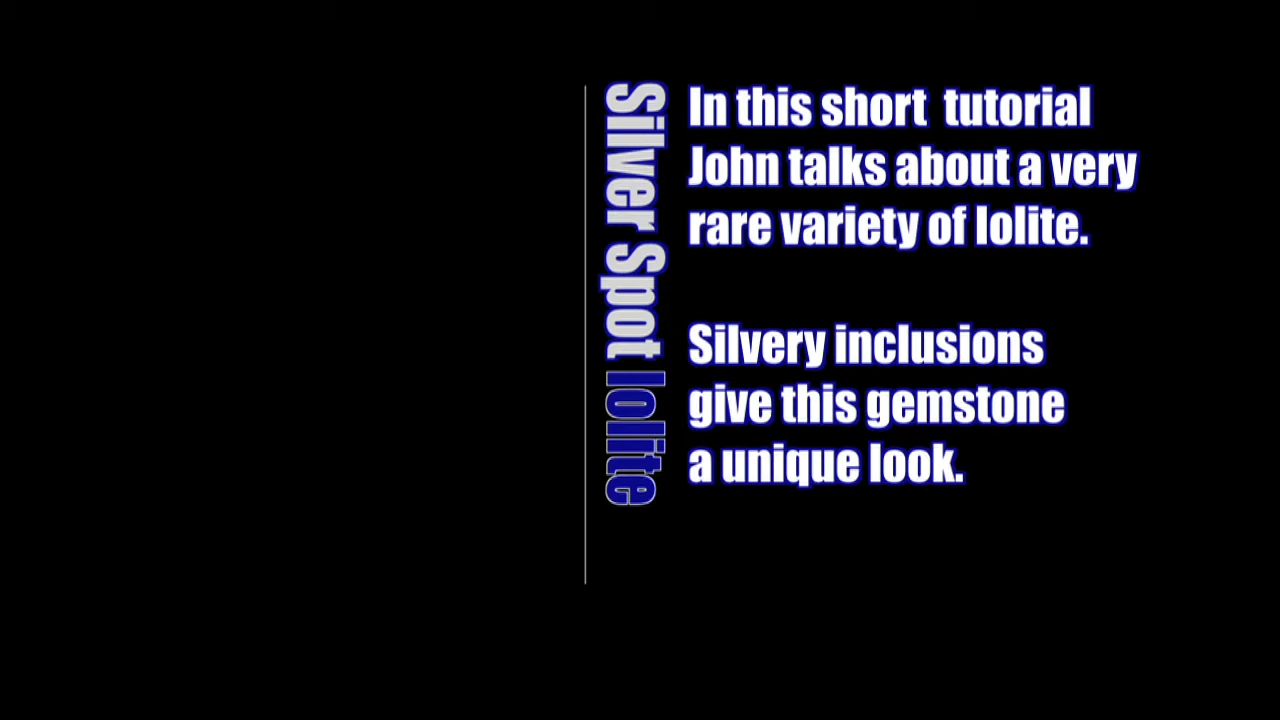 Silver Spot Iolite
In this short  tutorial
John talks about a very
rare variety of Iolite.
Silvery inclusions
give this gemstone
a unique look.